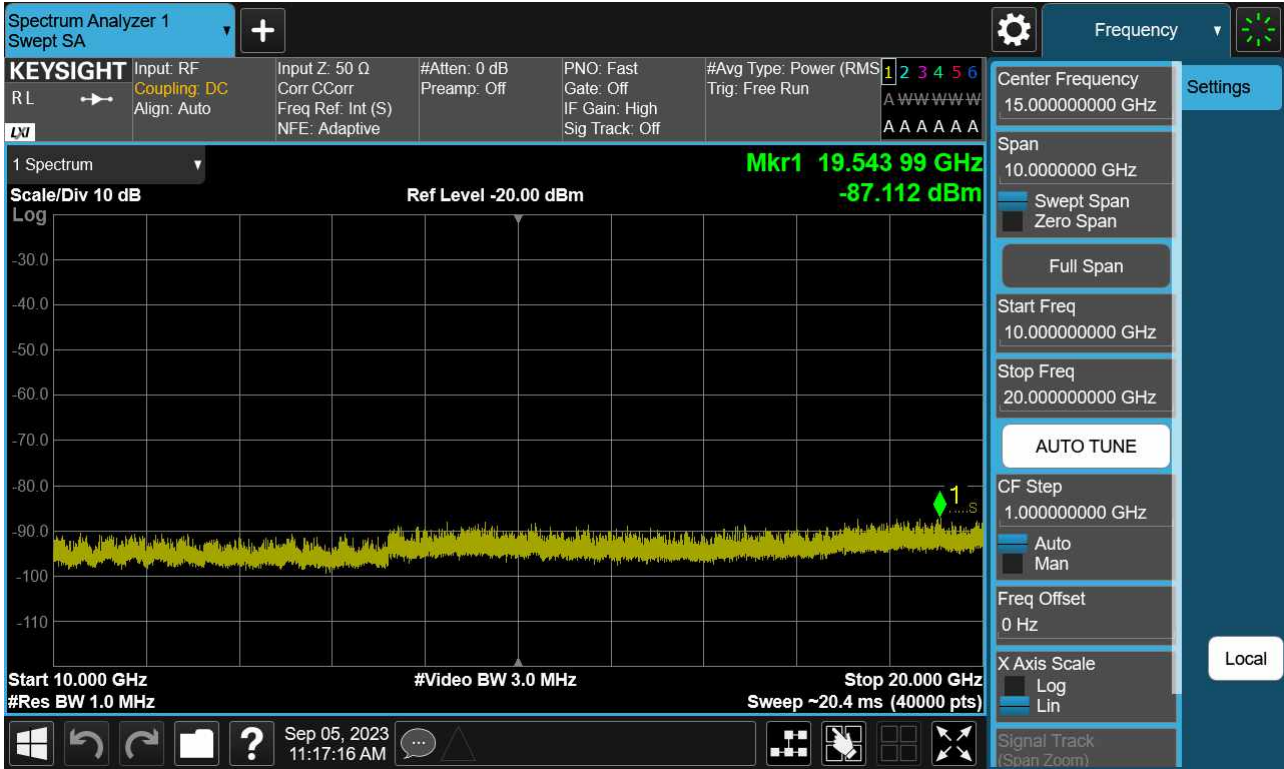 Spectrum Analyzer 1
Swept SA
Frequency
KEYSIGHT
R L
LXI
Input: RF
Coupling: DC
Align: Auto
Input Z: 50 Ω
Corr CCorr
Freq Ref: Int (S)
NFE: Adaptive
#Atten: 0 dB
Preamp: Off
PNO: Fast
Gate: Off
IF Gain: High
Sig Track: Off
#Avg Type: Power (RMS
Trig: Free Run
1 2 3 4 5 6
A W W W W W
A A A A A A
1 Spectrum
Scale/Div 10 dB
Log
Ref Level -20.00 dBm
Mkr1 19.543 99 GHz
-87.112 dBm
-30.0
-40.0
-50.0
-60.0
-70.0
-80.0
-90.0
-100
-110
1
S
Start 10.000 GHz
#Res BW 1.0 MHz
#Video BW 3.0 MHz
Stop 20.000 GHz
Sweep ~20.4 ms (40000 pts)
Center Frequency
15.000000000 GHz
Span
10.0000000 GHz
Swept Span
Zero Span
Full Span
Start Freq
10.000000000 GHz
Stop Freq
20.000000000 GHz
AUTO TUNE
CF Step
1.000000000 GHz
Auto
Man
Freq Offset
0 Hz
X Axis Scale
Log
Lin
Signal Track
(Span Zoom)
Settings
Local
?
Sep 05, 2023
11:17:16 AM